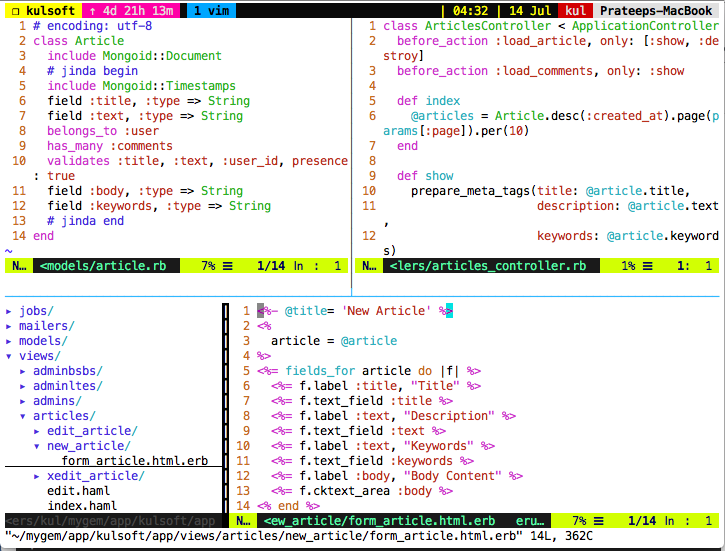 ❐ kulsoft ↑ 4d 21h 13m 1 vim | 04:32 | 14 Jul kul Prateeps-MacBook
1 # encoding: utf-8
2 class Article
3   include Mongoid::Document
4   # jinda begin
5   include Mongoid::Timestamps
6   field :title, :type => String
7   field :text, :type => String
8   belongs_to :user
9   has_many :comments
10   validates :title, :text, :user_id, presence
: true
11   field :body, :type => String
12   field :keywords, :type => String
13   # jinda end
14 end
~
N… <models/article.rb 7% ☰ 1/14 ln : 1
1 class ArticlesController < ApplicationController
2   before_action :load_article, only: [:show, :de
stroy]
3   before_action :load_comments, only: :show
4
5   def index
6     @articles = Article.desc(:created_at).page(p
arams[:page]).per(10)
7   end
8
9   def show
10     prepare_meta_tags(title: @article.title,
11                       description: @article.text
,
12                       keywords: @article.keyword
s)
N… <lers/articles_controller.rb 1% ☰ 1: 1
▸ jobs/
▸ mailers/
▸ models/
▾ views/
▸ adminbsbs/
▸ adminltes/
▸ admins/
▾ articles/
▸ edit_article/
▾ new_article/
form_article.html.erb
▸ xedit_article/
edit.haml
index.haml
<ers/kul/mygem/app/kulsoft/app
1 <%- @title= 'New Article' %>
2 <%
3   article = @article
4 %>
5 <%= fields_for article do |f| %>
6   <%= f.label :title, "Title" %>
7   <%= f.text_field :title %>
8   <%= f.label :text, "Description" %>
9   <%= f.text_field :text %>
10   <%= f.label :text, "Keywords" %>
11   <%= f.text_field :keywords %>
12   <%= f.label :body, "Body Content" %>
13   <%= f.cktext_area :body %>
14 <% end %>
N… <ew_article/form_article.html.erb eru… 7% ☰ 1/14 ln : 1
"~/mygem/app/kulsoft/app/views/articles/new_article/form_article.html.erb" 14L, 362C